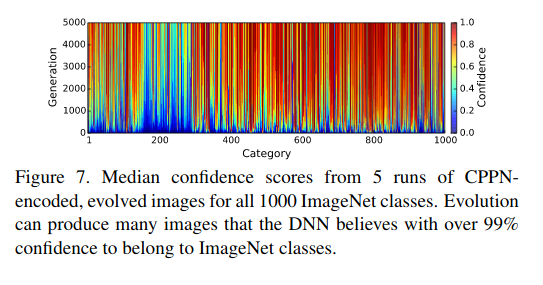 5000
4000
3000
2000
1000
0
Generation
1 200 400 600 800 1000
Category
1.0
0.8
0.6
0.4
0.2
0.0
Confidence
Figure 7. Median confidence scores from 5 runs of CPPN-
encoded, evolved images for all 1000 ImageNet classes. Evolution
can produce many images that the DNN believes with over 99%
confidence to belong to ImageNet classes.